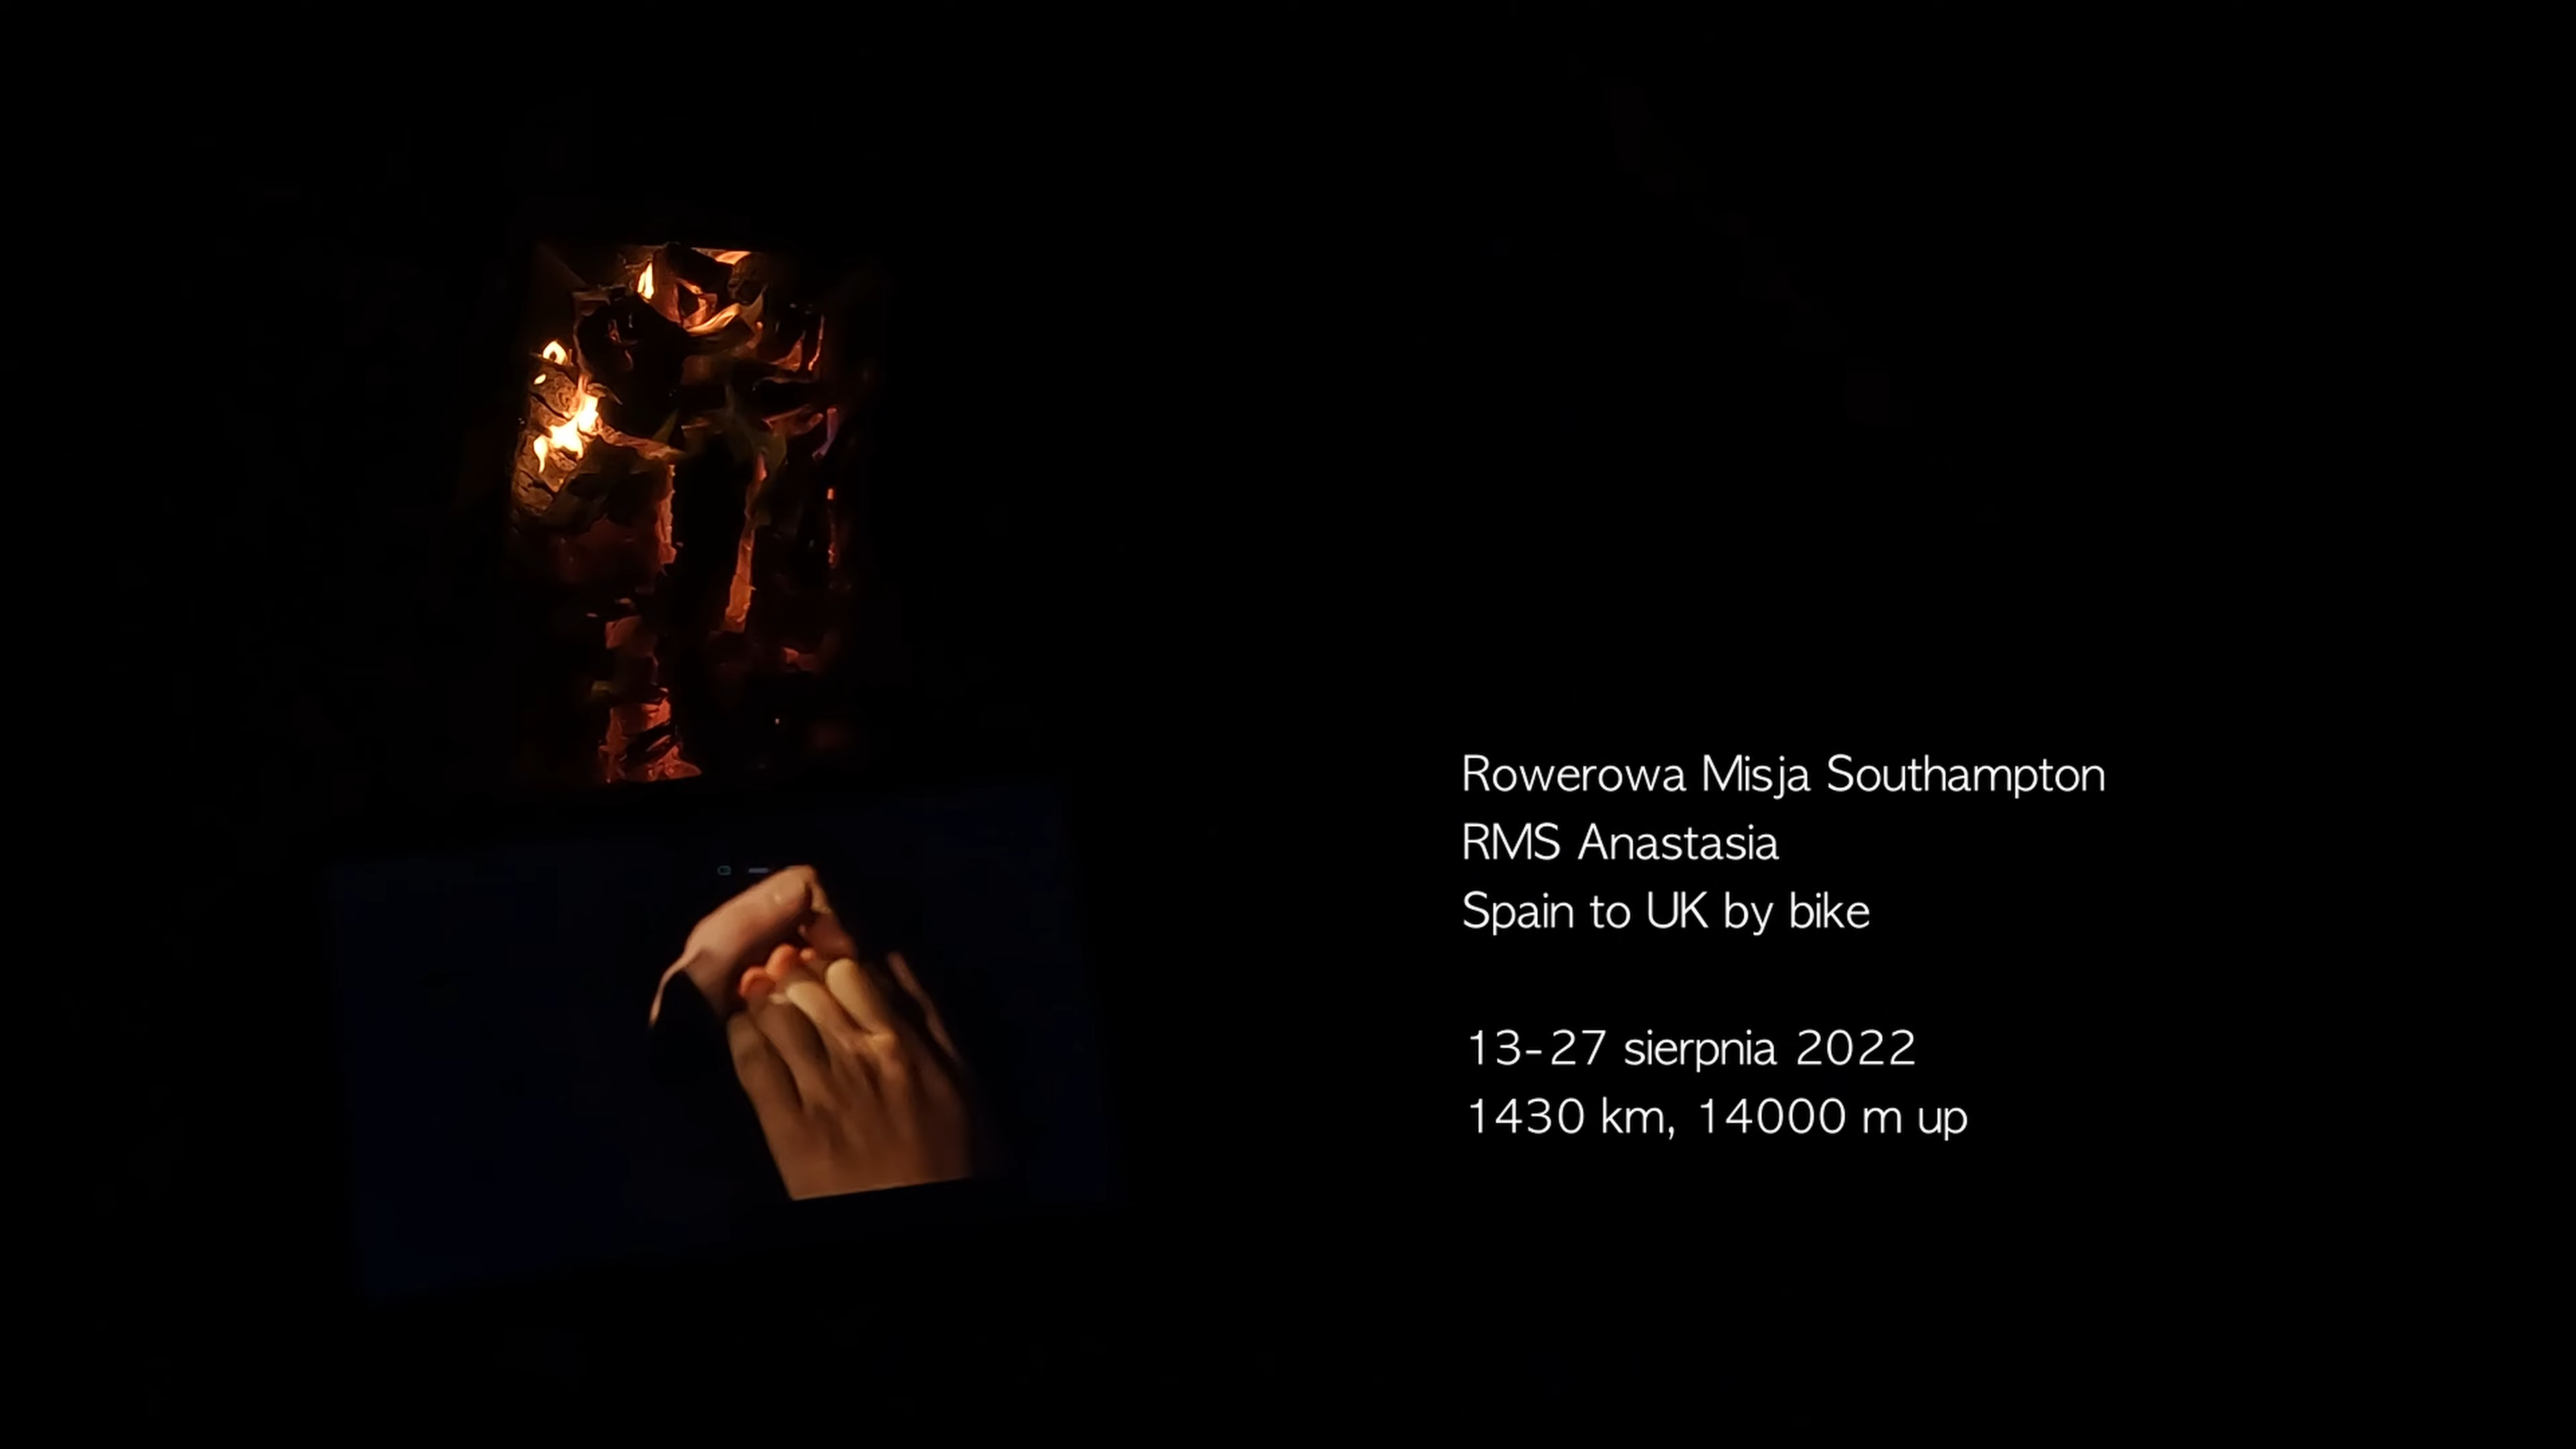 Rowerowa Misja Southampton
RMS Anastasia
Spain to UK by bike
13-27 sierpnia 2022
1430 km, 14000 m up